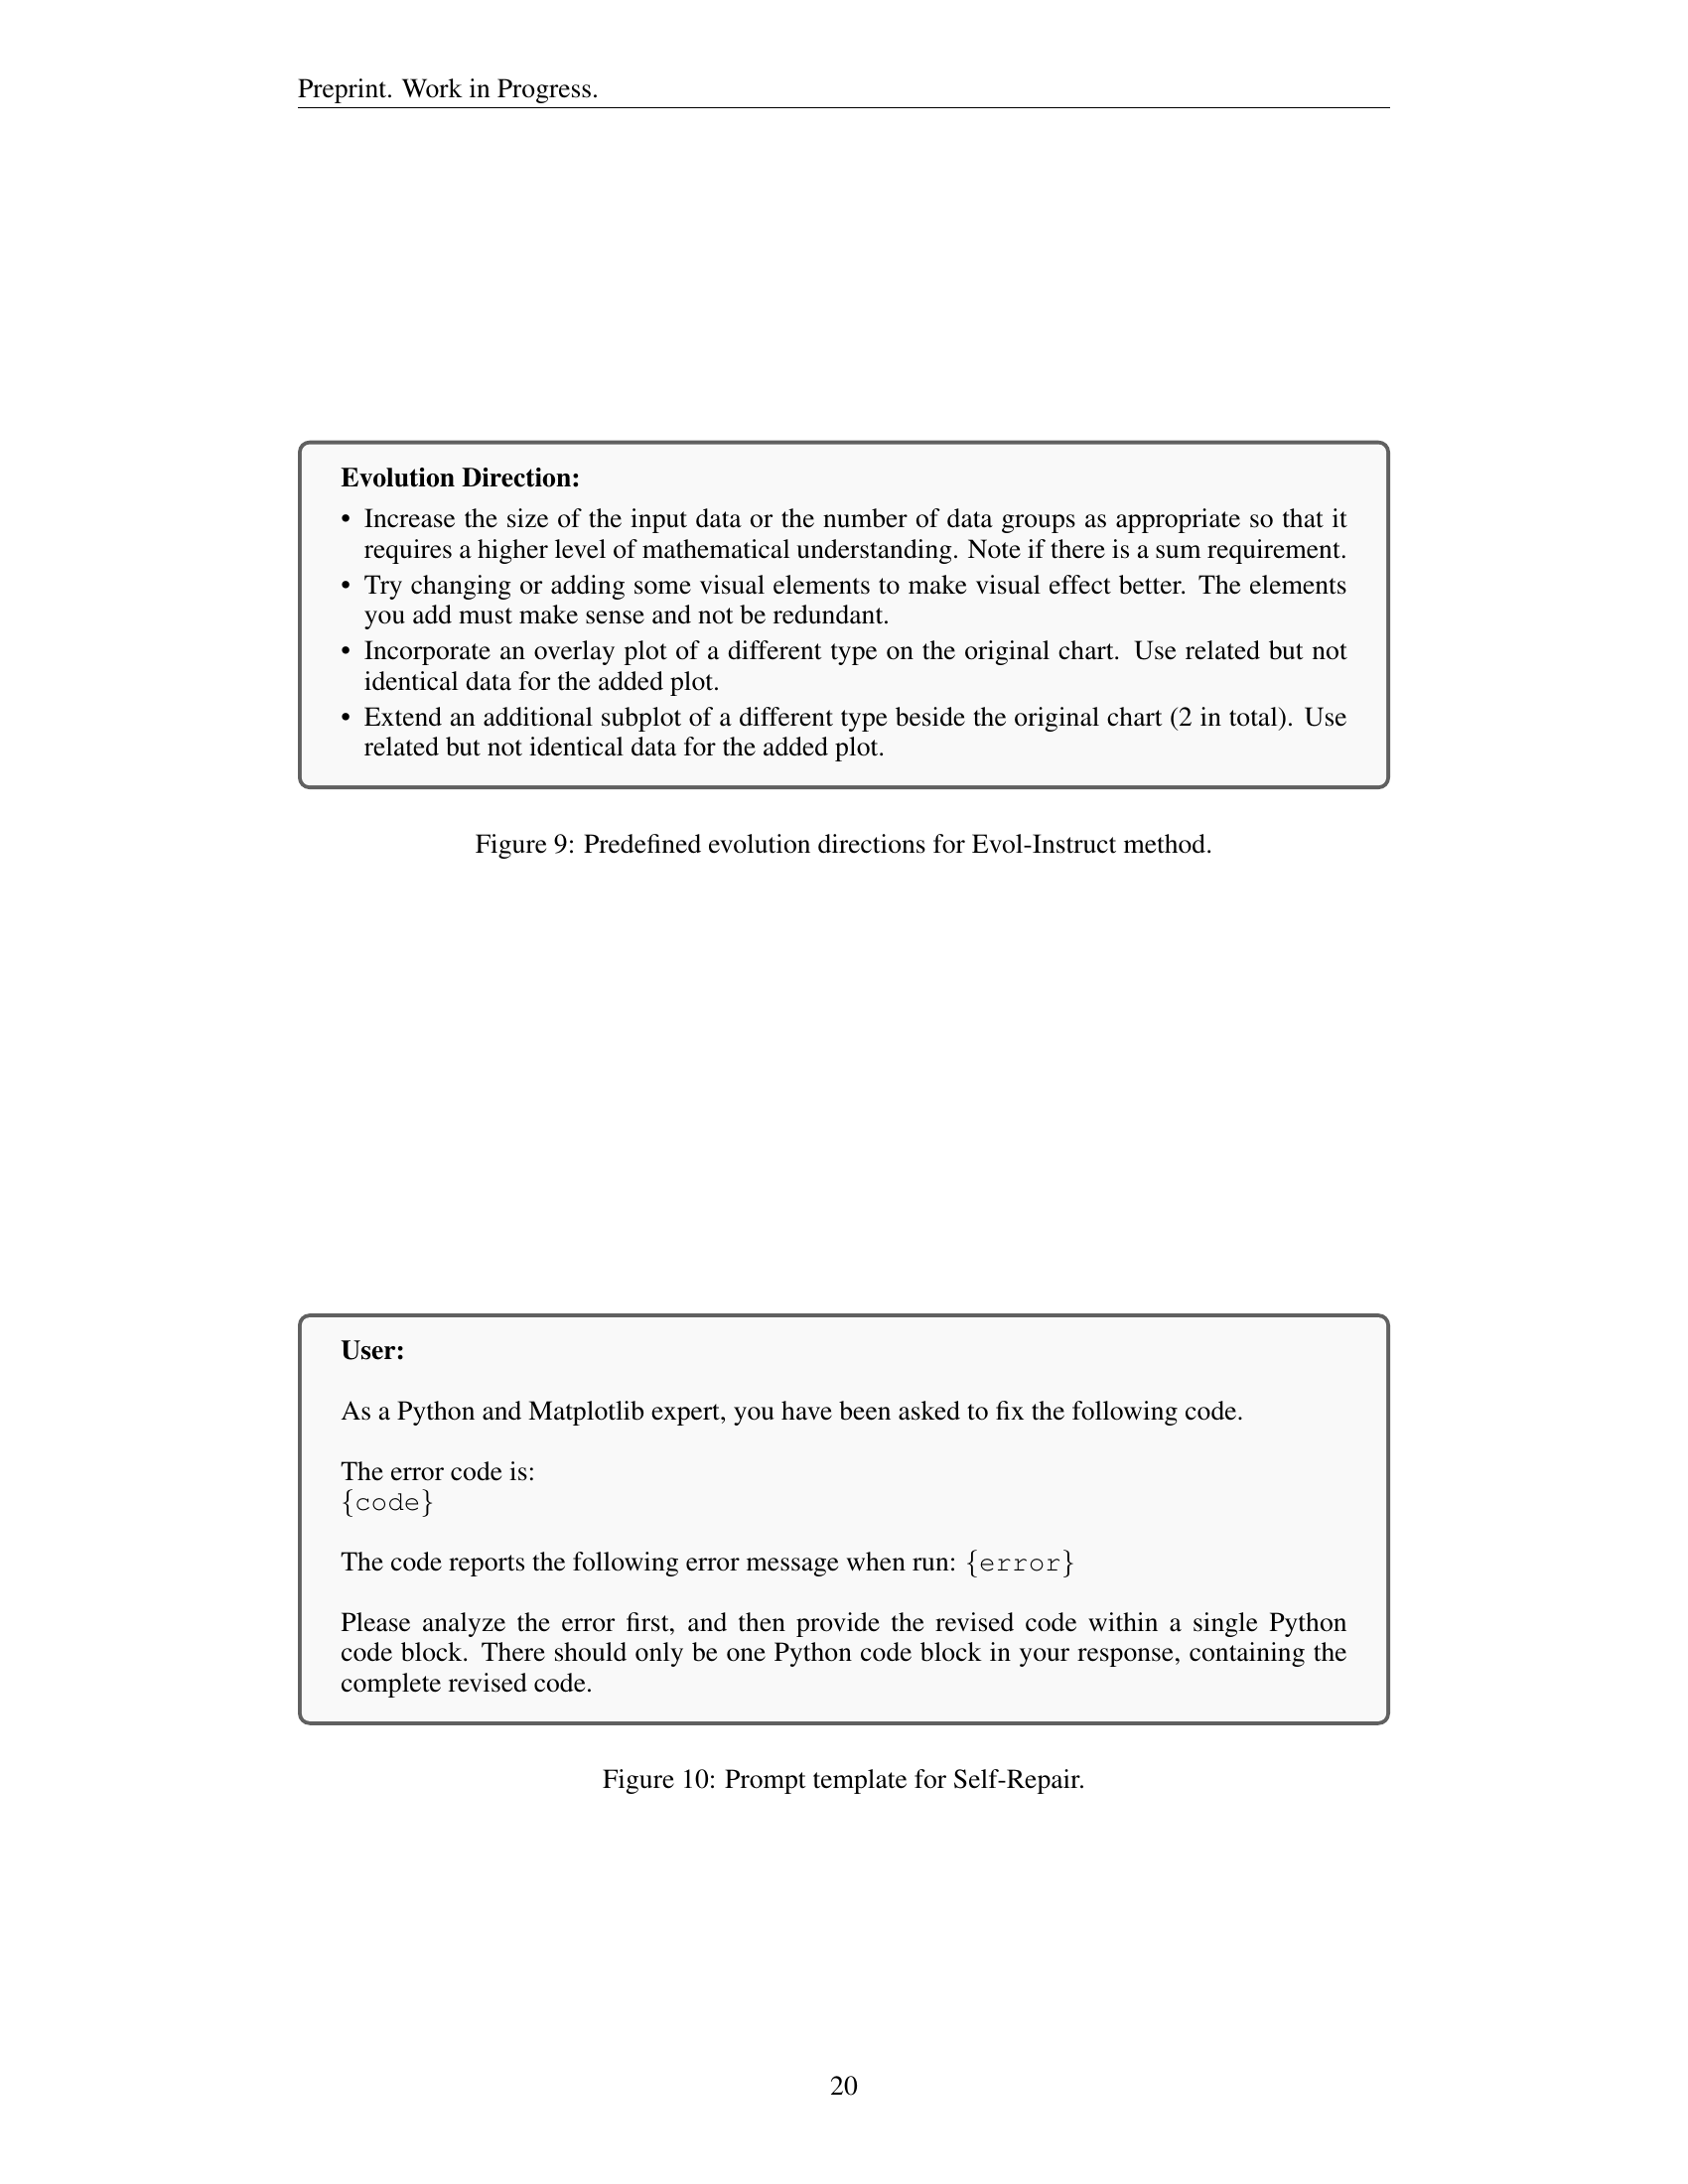 Preprint. Work in Progress.
Evolution Direction:
• Increase the size of the input data or the number of data groups as appropriate so that it
requires a higher level of mathematical understanding. Note if there is a sum requirement.
• Try changing or adding some visual elements to make visual effect better. The elements
you add must make sense and not be redundant.
• Incorporate an overlay plot of a different type on the original chart. Use related but not
identical data for the added plot.
• Extend an additional subplot of a different type beside the original chart (2 in total). Use
related but not identical data for the added plot.
Figure 9: Predefined evolution directions for Evol-Instruct method.
User:
As a Python and Matplotlib expert, you have been asked to fix the following code.
The error code is:
{code}
The code reports the following error message when run: {error}
Please analyze the error first, and then provide the revised code within a single Python
code block. There should only be one Python code block in your response, containing the
complete revised code.
Figure 10: Prompt template for Self-Repair.
20